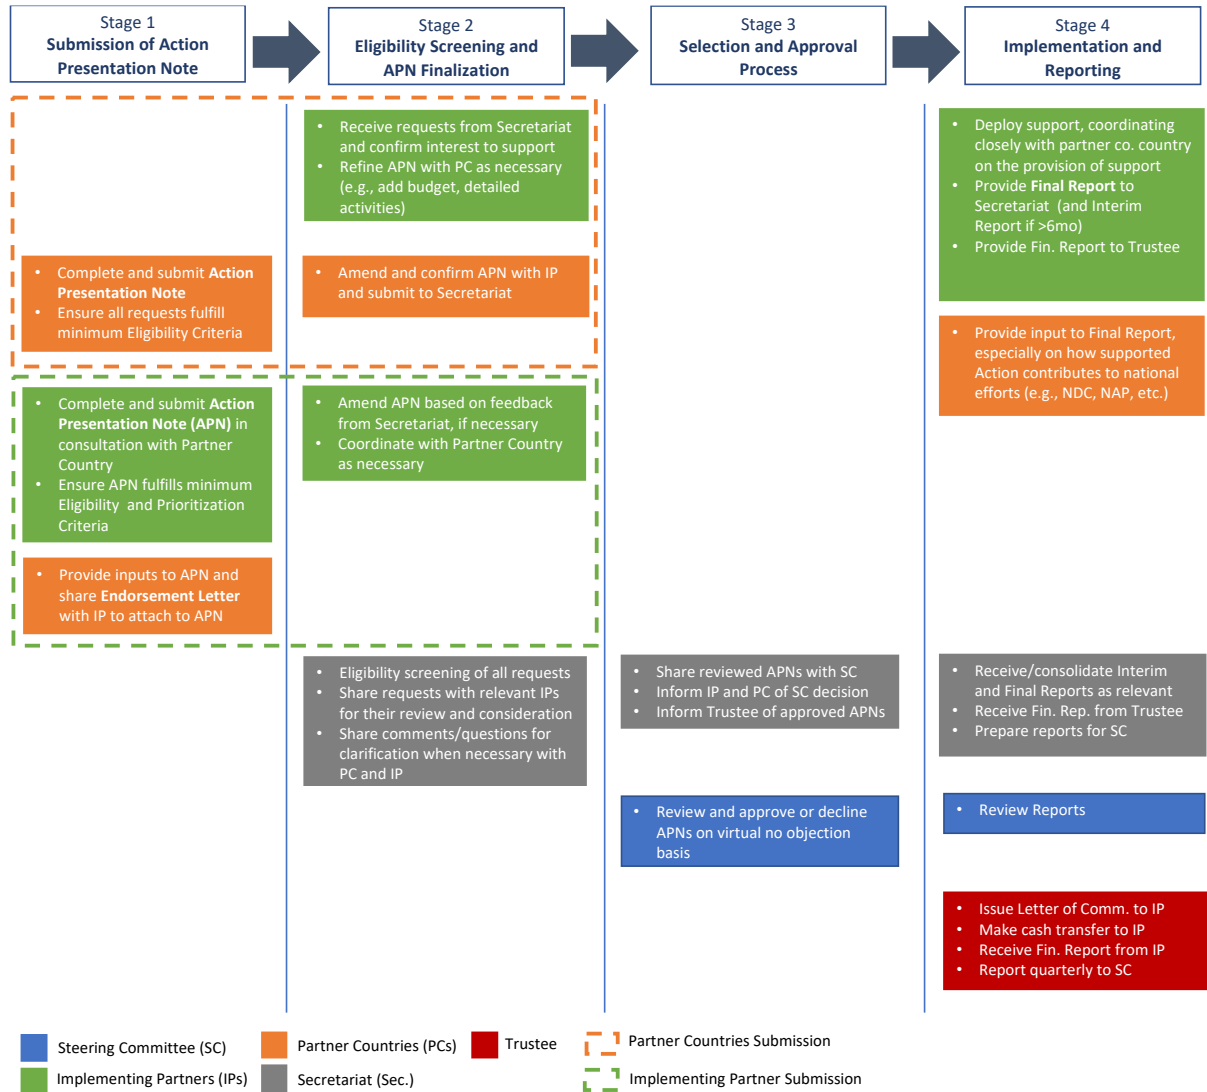 Stage 1
Submission of Action
Presentation Note
Stage 2
Eligibility Screening and
APN Finalization
Stage 3
Selection and Approval
Process
Stage 4
Implementation and
Reporting
• Receive requests from Secretariat
and confirm interest to support
• Refine APN with PC as necessary
(e.g., add budget, detailed
activities)
• Deploy support, coordinating
closely with partner co. country
on the provision of support
• Provide Final Report to
Secretariat (and Interim
Report if >6mo)
• Provide Fin. Report to Trustee
• Complete and submit Action
Presentation Note
• Ensure all requests fulfill
minimum Eligibility Criteria
• Amend and confirm APN with IP
and submit to Secretariat
• Provide input to Final Report,
especially on how supported
Action contributes to national
efforts (e.g., NDC, NAP, etc.)
• Complete and submit Action
Presentation Note (APN) in
consultation with Partner
Country
• Ensure APN fulfills minimum
Eligibility and Prioritization
Criteria
• Amend APN based on feedback
from Secretariat, if necessary
• Coordinate with Partner Country
as necessary
• Provide inputs to APN and
share Endorsement Letter
with IP to attach to APN
• Eligibility screening of all requests
• Share requests with relevant IPs
for their review and consideration
• Share comments/questions for
clarification when necessary with
PC and IP
• Share reviewed APNs with SC
• Inform IP and PC of SC decision
• Inform Trustee of approved APNs
• Receive/consolidate Interim
and Final Reports as relevant
• Receive Fin. Rep. from Trustee
• Prepare reports for SC
• Review and approve or decline
APNs on virtual no objection
basis
• Review Reports
• Issue Letter of Comm. to IP
• Make cash transfer to IP
• Receive Fin. Report from IP
• Report quarterly to SC
Steering Committee (SC)
Partner Countries (PCs)
Trustee
Partner Countries Submission
Implementing Partners (IPs)
Secretariat (Sec.)
Implementing Partner Submission